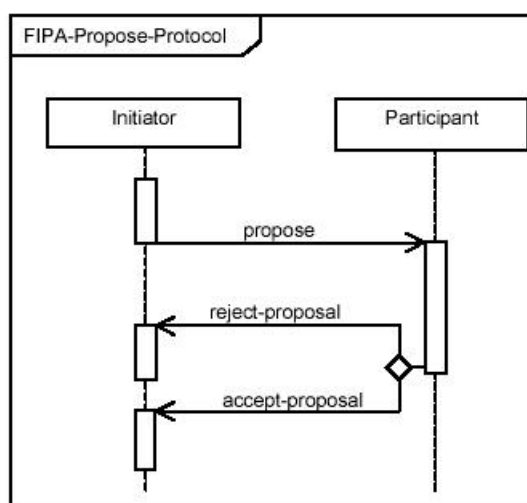 FIPA-Propose-Protocol
Initiator
Participant
propose
reject-proposal
accept-proposal